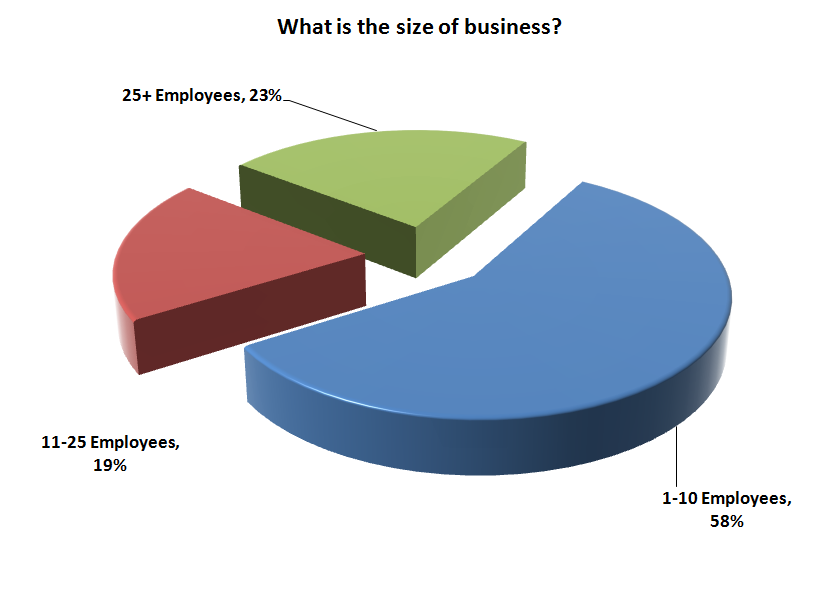 What is the size of business?
25+ Employees, 23%
11-25 Employees,
19%
1-10 Employees,
58%